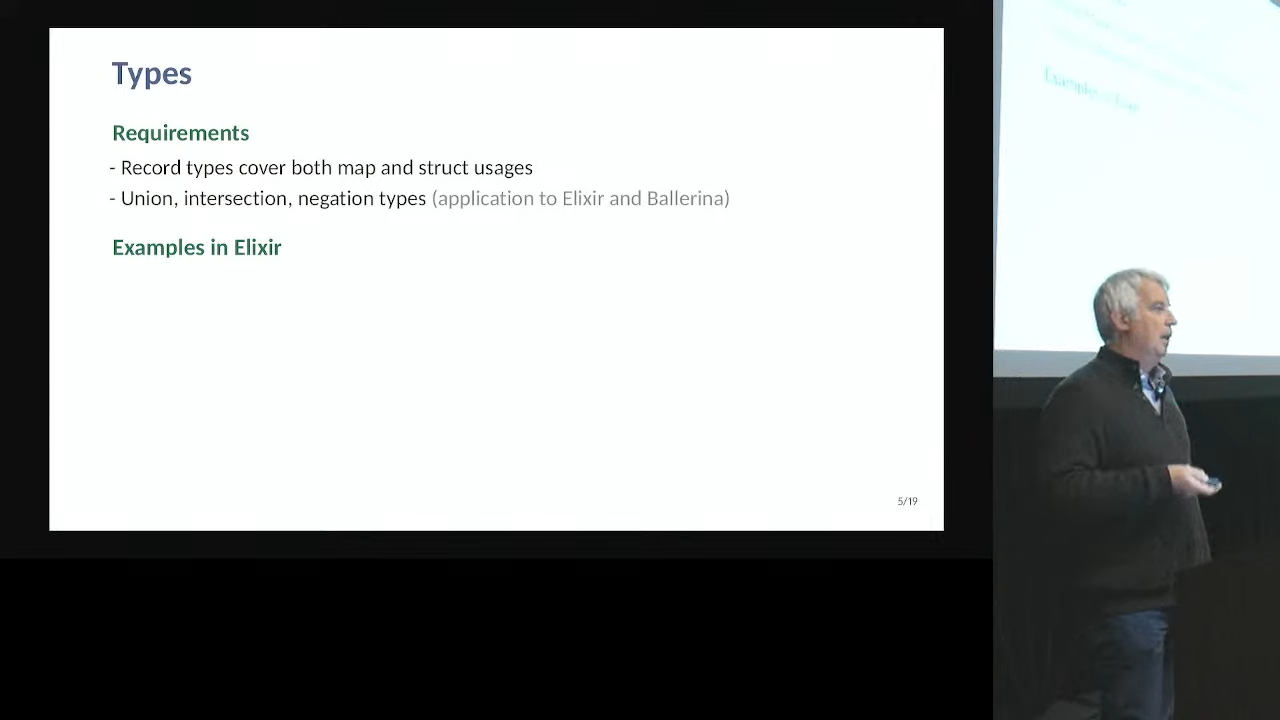 Types
Requirements
- Record types cover both map and struct usages
- Union, intersection, negation types (application to Elixir and Ballerina)
Examples in Elixir
5/19